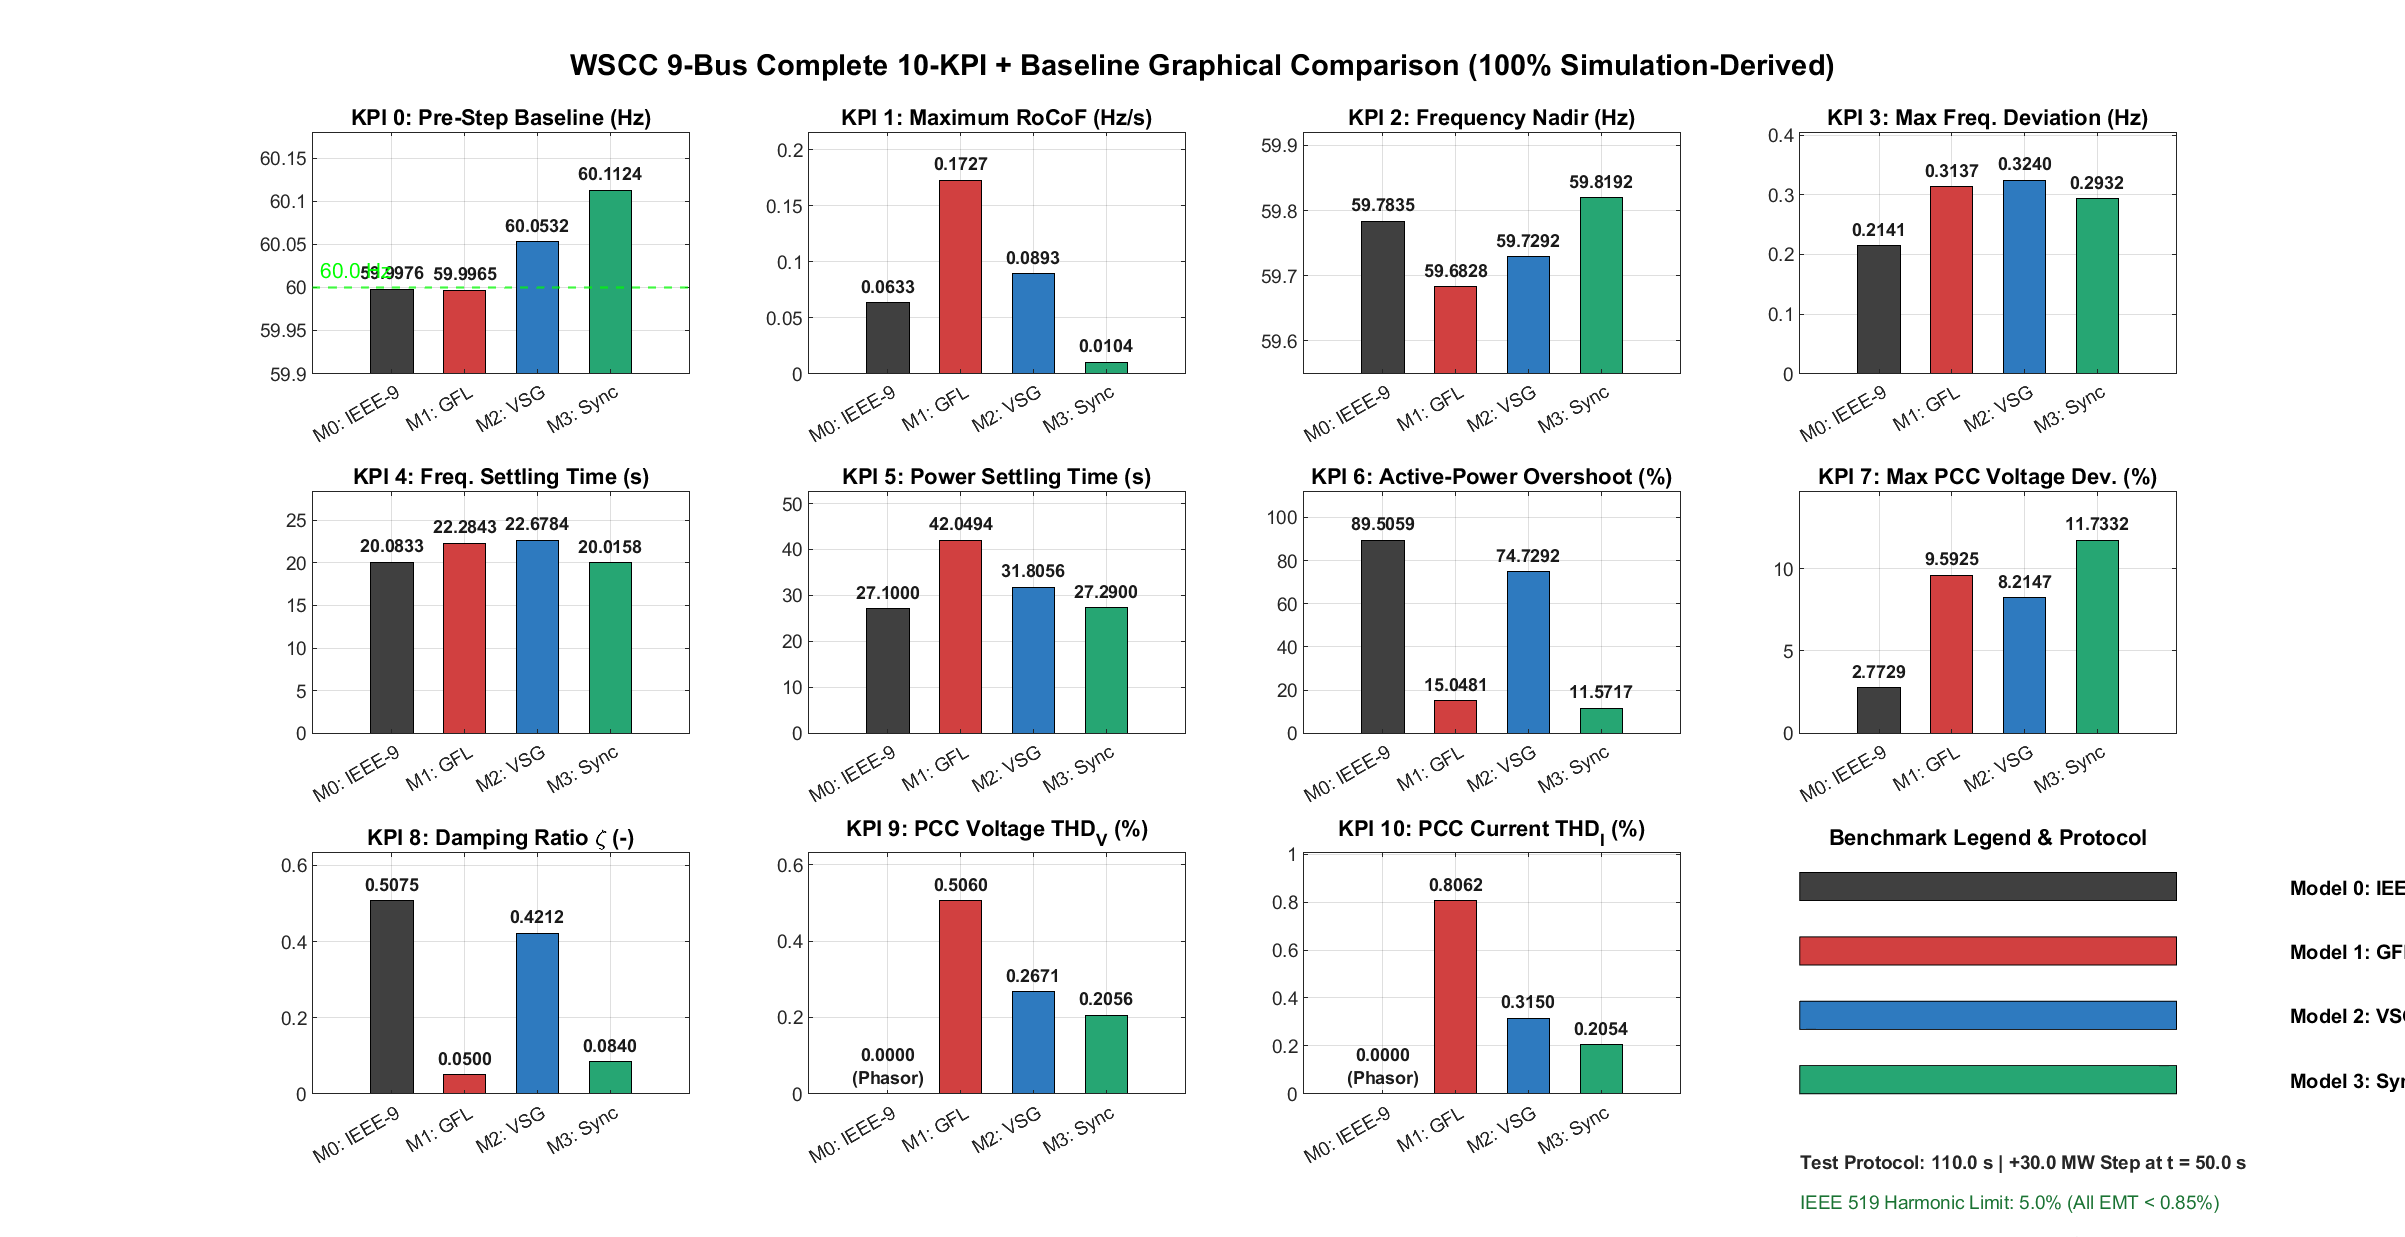 WSCC 9-Bus Complete 10-KPI + Baseline Graphical Comparison (100% Simulation-Derived)
KPI 0: Pre-Step Baseline (Hz)
60.15
60.1
60.05
60
59.95
59.9
60.0 Hz
59.9976
59.9965
60.0532
60.1124
M0: IEEE-9
M1: GFL
M2: VSG
M3: Sync
KPI 1: Maximum RoCoF (Hz/s)
0.2
0.15
0.1
0.05
0
0.0633
0.1727
0.0893
0.0104
M0: IEEE-9
M1: GFL
M2: VSG
M3: Sync
KPI 2: Frequency Nadir (Hz)
59.9
59.8
59.7
59.6
59.7835
59.6828
59.7292
59.8192
M0: IEEE-9
M1: GFL
M2: VSG
M3: Sync
KPI 3: Max Freq. Deviation (Hz)
0.4
0.3
0.2
0.1
0
0.2141
0.3137
0.3240
0.2932
M0: IEEE-9
M1: GFL
M2: VSG
M3: Sync
KPI 4: Freq. Settling Time (s)
25
20
15
10
5
0
20.0833
22.2843
22.6784
20.0158
M0: IEEE-9
M1: GFL
M2: VSG
M3: Sync
KPI 5: Power Settling Time (s)
50
40
30
20
10
0
27.1000
42.0494
31.8056
27.2900
M0: IEEE-9
M1: GFL
M2: VSG
M3: Sync
KPI 6: Active-Power Overshoot (%)
100
80
60
40
20
0
89.5059
15.0481
74.7292
11.5717
M0: IEEE-9
M1: GFL
M2: VSG
M3: Sync
KPI 7: Max PCC Voltage Dev. (%)
10
5
0
2.7729
9.5925
8.2147
11.7332
M0: IEEE-9
M1: GFL
M2: VSG
M3: Sync
KPI 8: Damping Ratio ζ (-)
0.6
0.4
0.2
0
0.5075
0.0500
0.4212
0.0840
M0: IEEE-9
M1: GFL
M2: VSG
M3: Sync
KPI 9: PCC Voltage THD_V (%)
0.6
0.4
0.2
0
0.0000
(Phasor)
0.5060
0.2671
0.2056
M0: IEEE-9
M1: GFL
M2: VSG
M3: Sync
KPI 10: PCC Current THD_I (%)
1
0.8
0.6
0.4
0.2
0
0.0000
(Phasor)
0.8062
0.3150
0.2054
M0: IEEE-9
M1: GFL
M2: VSG
M3: Sync
Benchmark Legend & Protocol
Model 0:
Model 1:
Model 2:
Model 3:
Test Protocol: 110.0 s | +30.0 MW Step at t = 50.0 s
IEEE 519 Harmonic Limit: 5.0% (All EMT < 0.85%)